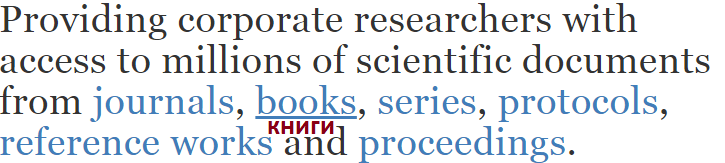 Providing corporate researchers with
access to millions of scientific documents
from journals, books, series, protocols,
книги
reference works and proceedings.